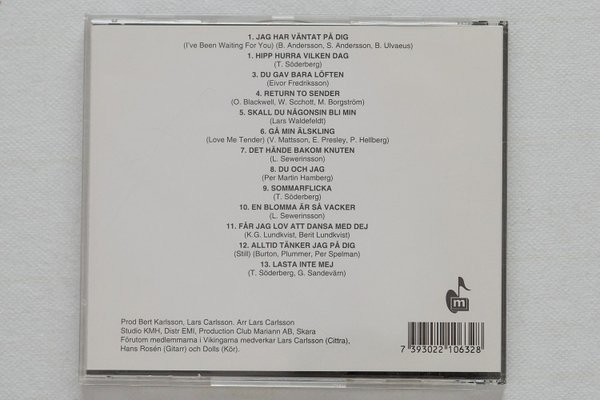 1. JAG HAR VÄNTAT PÅ DIG
(I've Been Waiting For You) (B. Andersson, S. Andersson, B. Ulvaeus)
1. HIPP HURRA VILKEN DAG
(T. Söderberg)
3. DU GAV BARA LÖFTEN
(Eivor Fredriksson)
4. RETURN TO SENDER
(O. Blackwell, W. Scchott, M. Borgström)
5. SKALL DU NÅGONSIN BLI MIN
(Lars Waldefeldt)
6. GÅ MIN ÄLSKLING
(Love Me Tender) (V. Mattsson, E. Presley, P. Hellberg)
7. DET HÄNDE BAKOM KNUTEN
(L. Sewerinsson)
8. DU OCH JAG
(Per Martin Hamberg)
9. SOMMARFLICKA
(T. Söderberg)
10. EN BLOMMA ÄR SÅ VACKER
(L. Sewerinsson)
11. FÅR JAG LOV ATT DANSA MED DEJ
(K.G. Lundkvist, Berit Lundkvist)
12. ALLTID TÄNKER JAG PÅ DIG
(Still) (Burton, Plummer, Per Spelman)
13. LASTA INTE MEJ
(T. Söderberg, G. Sandevärn)
m
Prod Bert Karlsson, Lars Carlsson. Arr Lars Carlsson
Studio KMH, Distr EMI, Production Club Mariann AB, Skara
Förutom medlemmarna i Vikingarna medverkar Lars Carlsson (Cittra),
Hans Rosén (Gitarr) och Dolls (Kör).
7 393022 106328